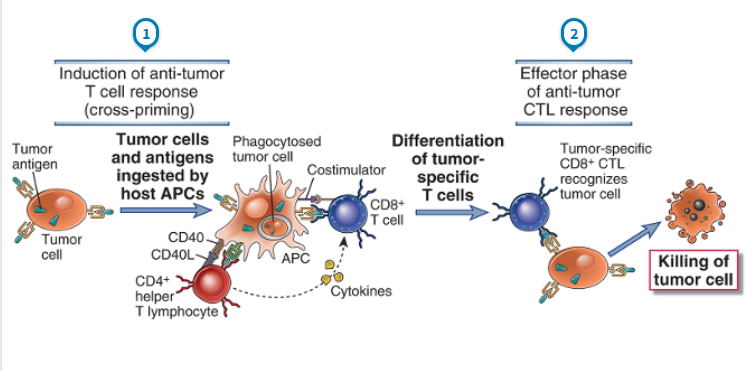 1
2
Induction of anti-tumor
T cell response
(cross-priming)
Effector phase
of anti-tumor
CTL response
Tumor
antigen
Tumor cells
and antigens
ingested by
host APCs
Phagocytosed
tumor cell
Costimulator
Differentiation
of tumor-
specific
T cells
Tumor-specific
CD8+ CTL
recognizes
tumor cell
CD8+
T cell
Tumor
cell
CD40
CD40L
APC
CD4+
helper
T lymphocyte
Cytokines
Killing of
tumor cell